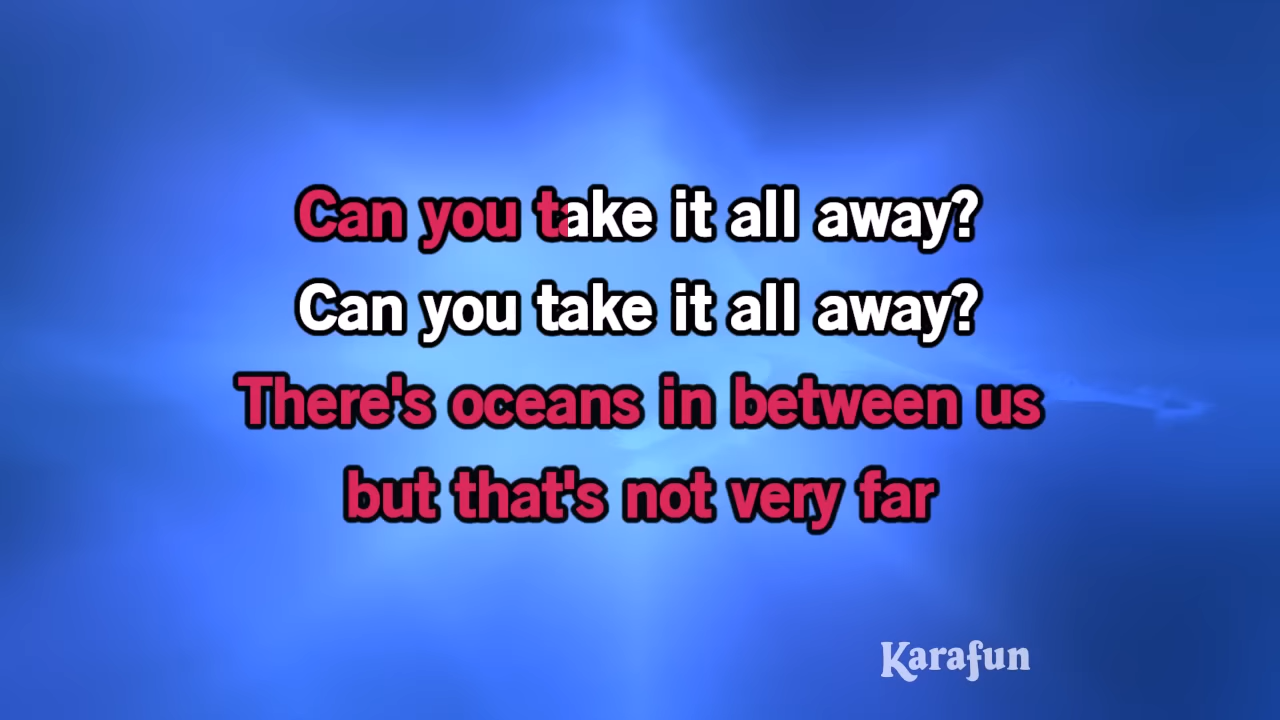 Can you take it all away?
Can you take it all away?
There's oceans in between us
but that's not very far
Karafun